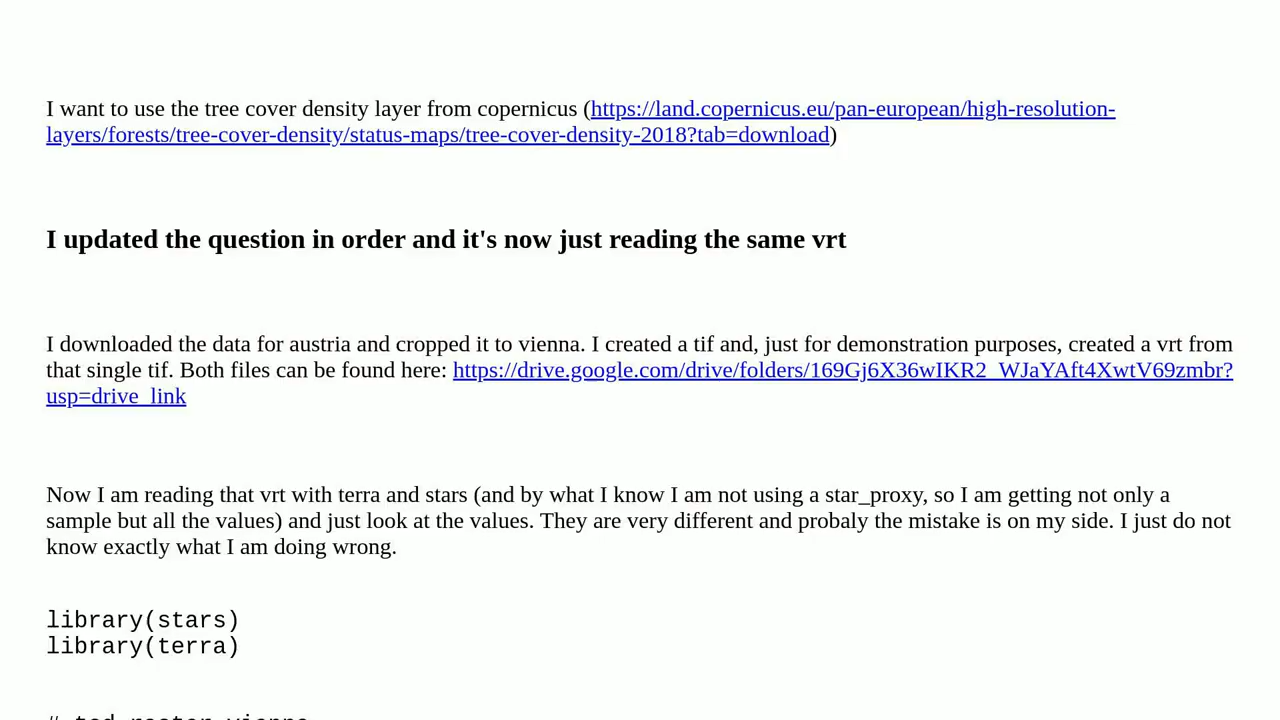 I want to use the tree cover density layer from copernicus (https://land.copernicus.eu/pan-european/high-resolution-
layers/forests/tree-cover-density/status-maps/tree-cover-density-2018?tab=download)
I updated the question in order and it's now just reading the same vrt
I downloaded the data for austria and cropped it to vienna. I created a tif and, just for demonstration purposes, created a vrt from
that single tif. Both files can be found here: https://drive.google.com/drive/folders/169Gj6X36wIKR2_WJaYAft4XwtV69zmbr?
usp=drive_link
Now I am reading that vrt with terra and stars (and by what I know I am not using a star_proxy, so I am getting not only a
sample but all the values) and just look at the values. They are very different and probaly the mistake is on my side. I just do not
know exactly what I am doing wrong.
library(stars)
library(terra)
# tcd raster vienna